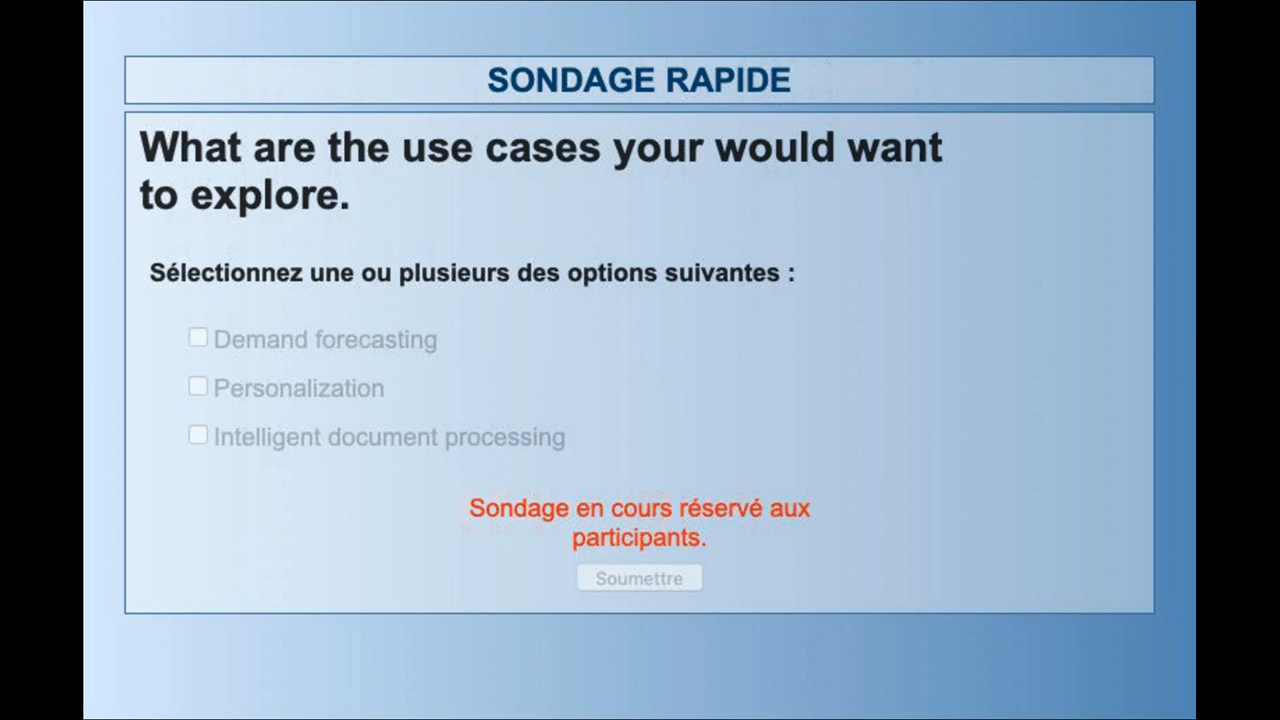 SONDAGE RAPIDE
What are the use cases your would want
to explore.
Sélectionnez une ou plusieurs des options suivantes :
Demand forecasting
Personalization
Intelligent document processing
Sondage en cours réservé aux
participants.
Soumettre